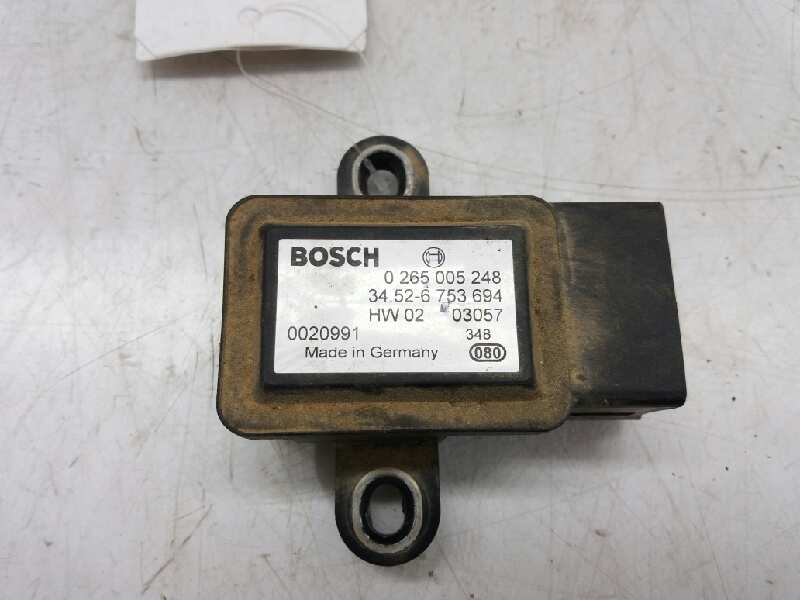 BOSCH
0 265 005 248
34.52-6 753 694
HW 02 03057
0020991 348
Made in Germany 080